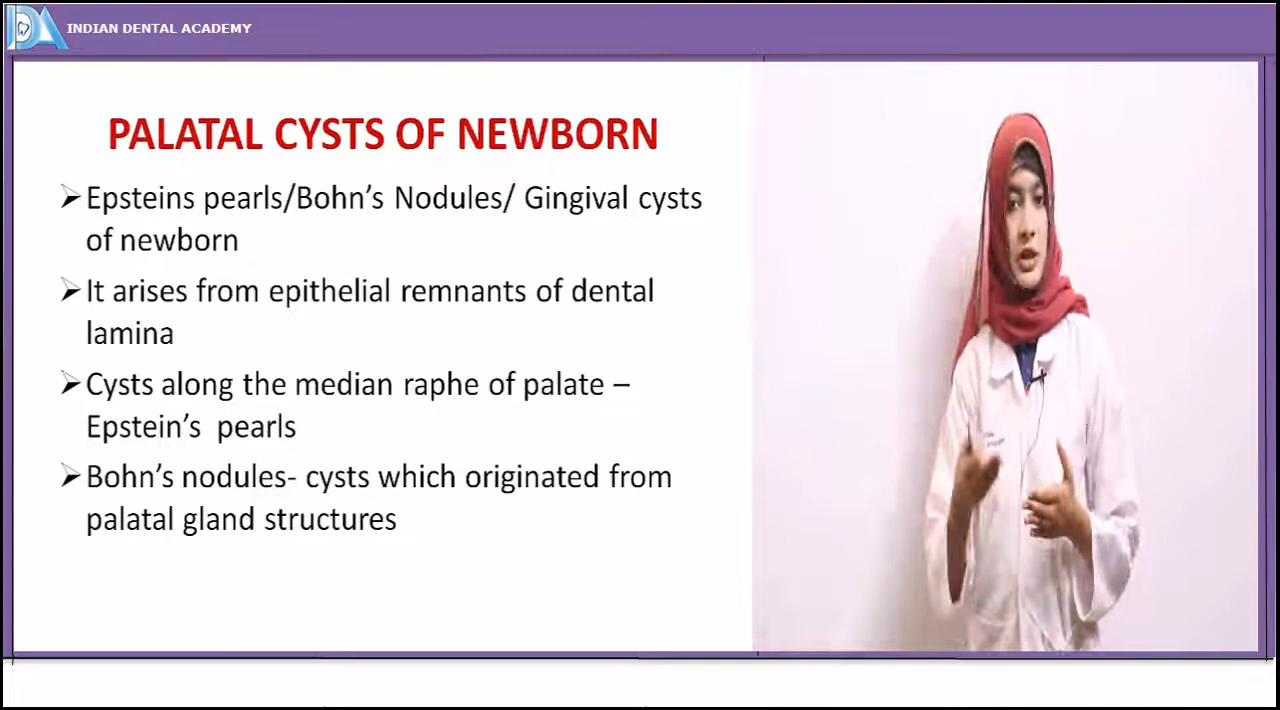 INDIAN DENTAL ACADEMY
PALATAL CYSTS OF NEWBORN
Epsteins pearls/Bohn's Nodules/ Gingival cysts
of newborn
It arises from epithelial remnants of dental
lamina
Cysts along the median raphe of palate –
Epstein's pearls
Bohn's nodules- cysts which originated from
palatal gland structures